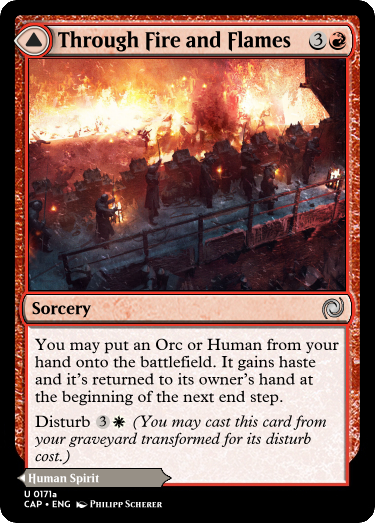 Through Fire and Flames 3
Sorcery
You may put an Orc or Human from your
hand onto the battlefield. It gains haste
and it's returned to its owner's hand at
the beginning of the next end step.
Disturb 3 (You may cast this card from
your graveyard transformed for its disturb
cost.)
Human Spirit
U 0171a
CAP • ENG Philipp Scherer